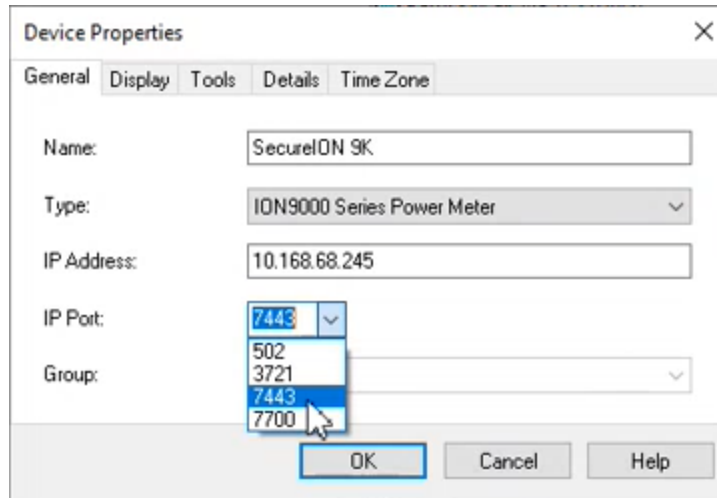 Device Properties
General Display Tools Details Time Zone
Name: SecureION 9K
Type: ION9000 Series Power Meter
IP Address: 10.168.68.245
IP Port: 7443
502
3721
7443
7700
Group:
OK Cancel Help